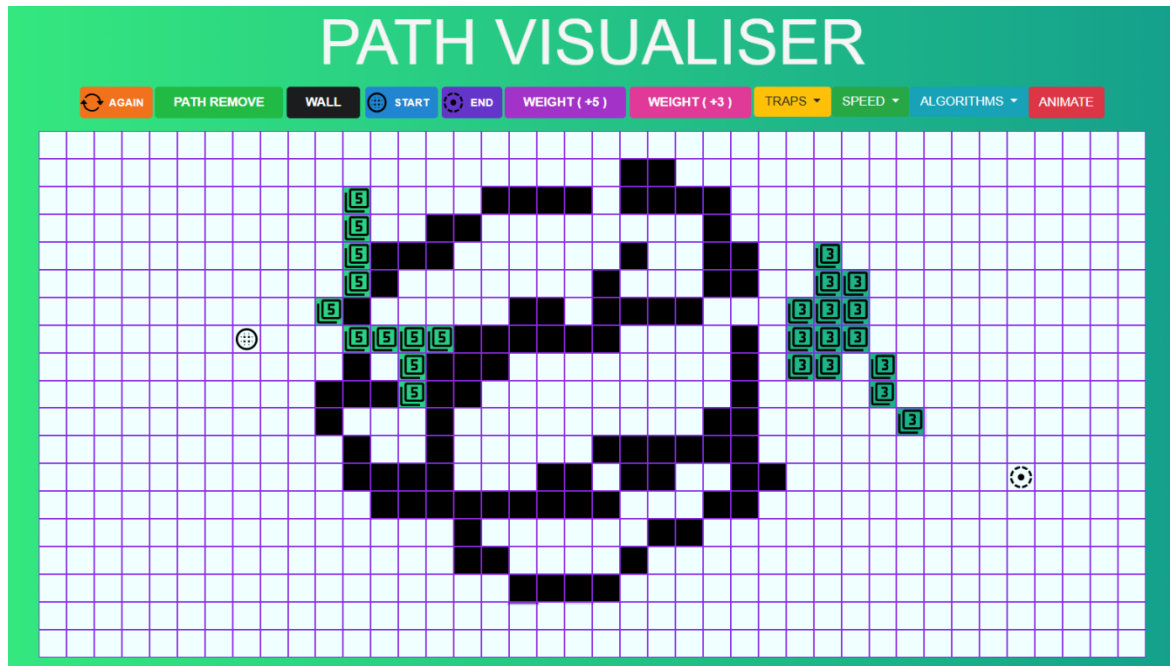 PATH VISUALISER
AGAIN PATH REMOVE WALL START END WEIGHT ( +5 ) WEIGHT ( +3 ) TRAPS SPEED ALGORITHMS ANIMATE
5
5
5 3
5 3 3
5 3 3 3
5 5 5 5 3 3 3
5 3 3 3
5 3
3